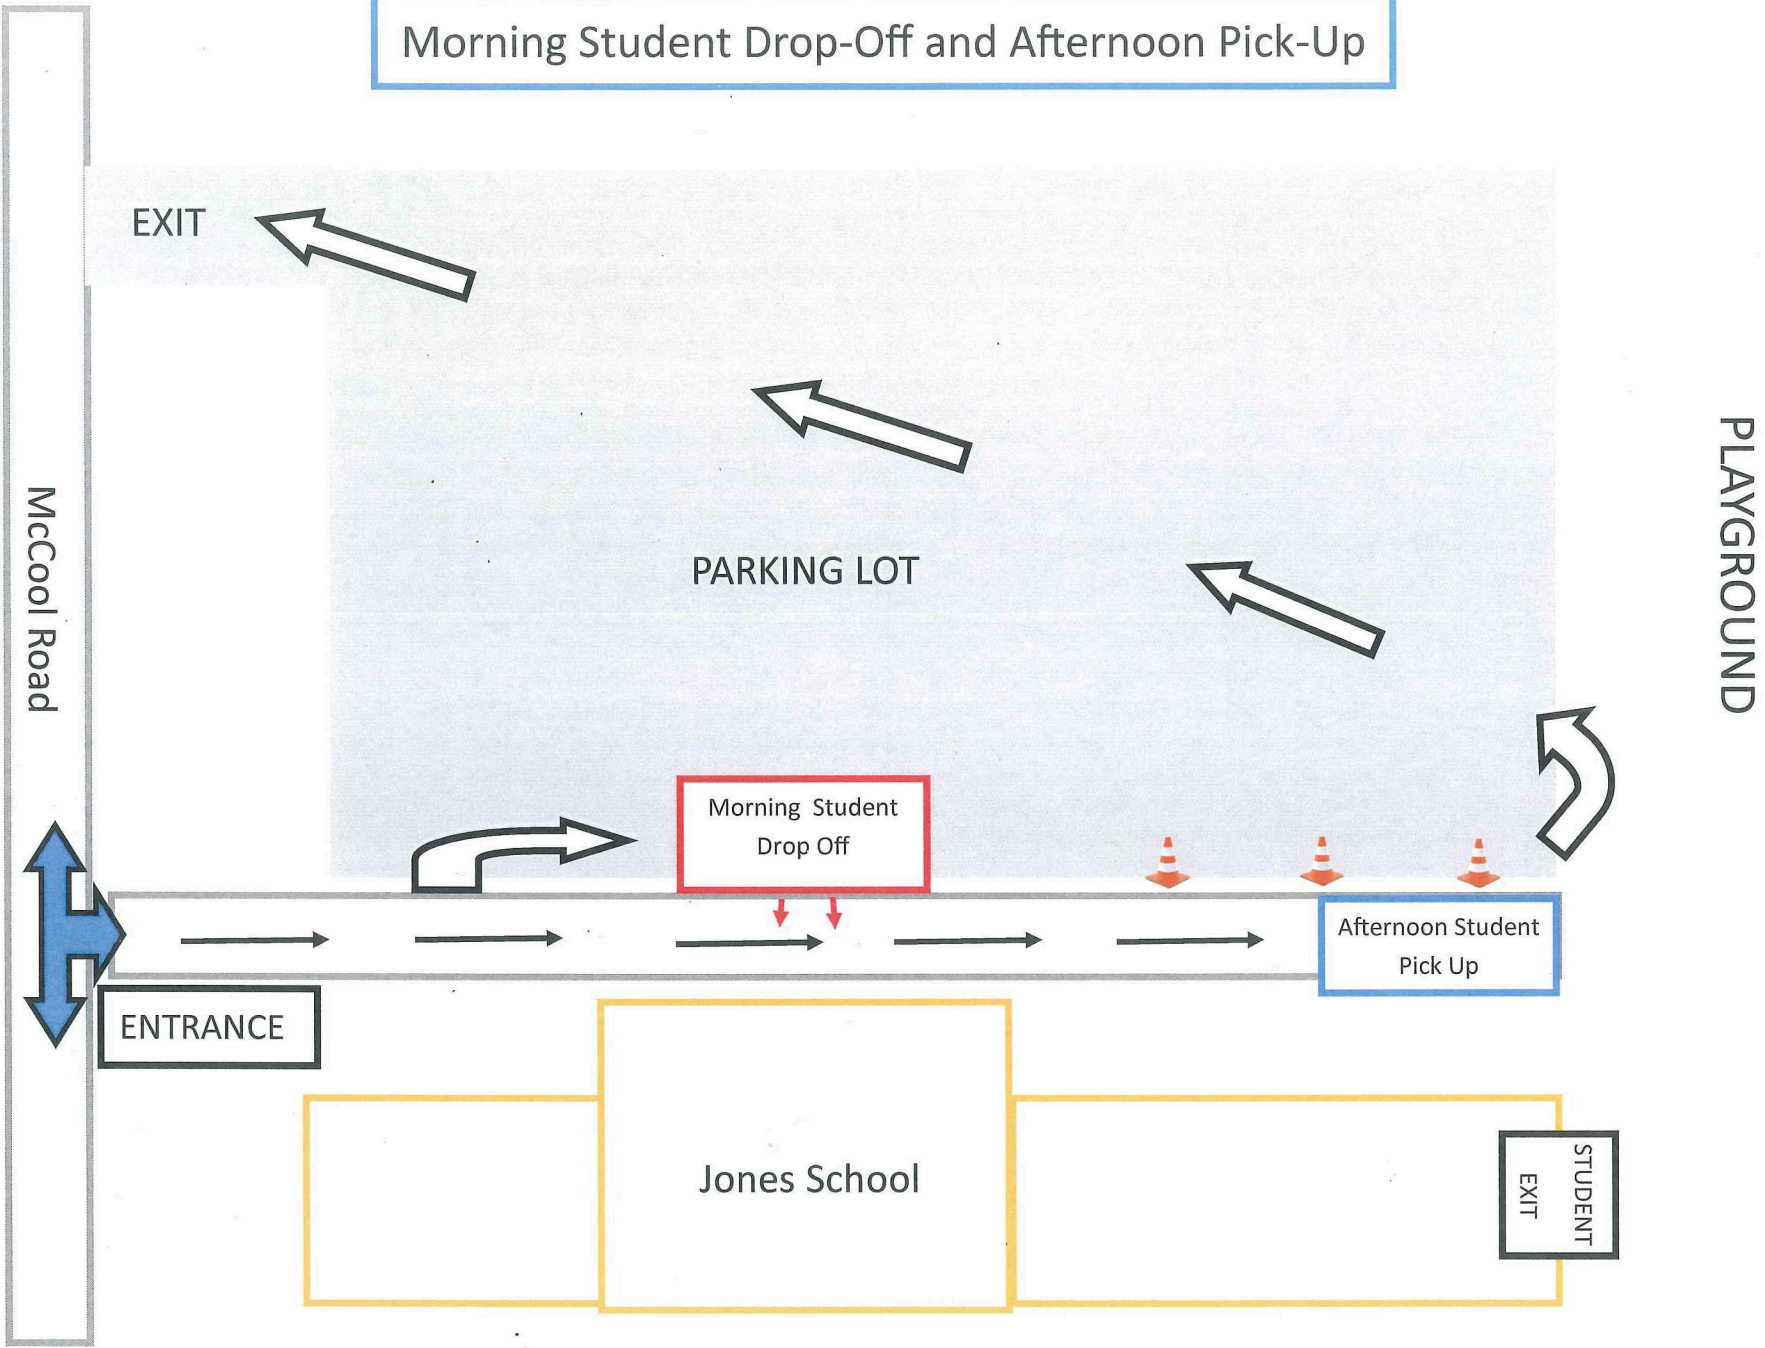 Morning Student Drop-Off and Afternoon Pick-Up
EXIT
McCool Road
PARKING LOT
PLAYGROUND
Morning Student
Drop Off
Afternoon Student
Pick Up
ENTRANCE
Jones School
STUDENT
EXIT